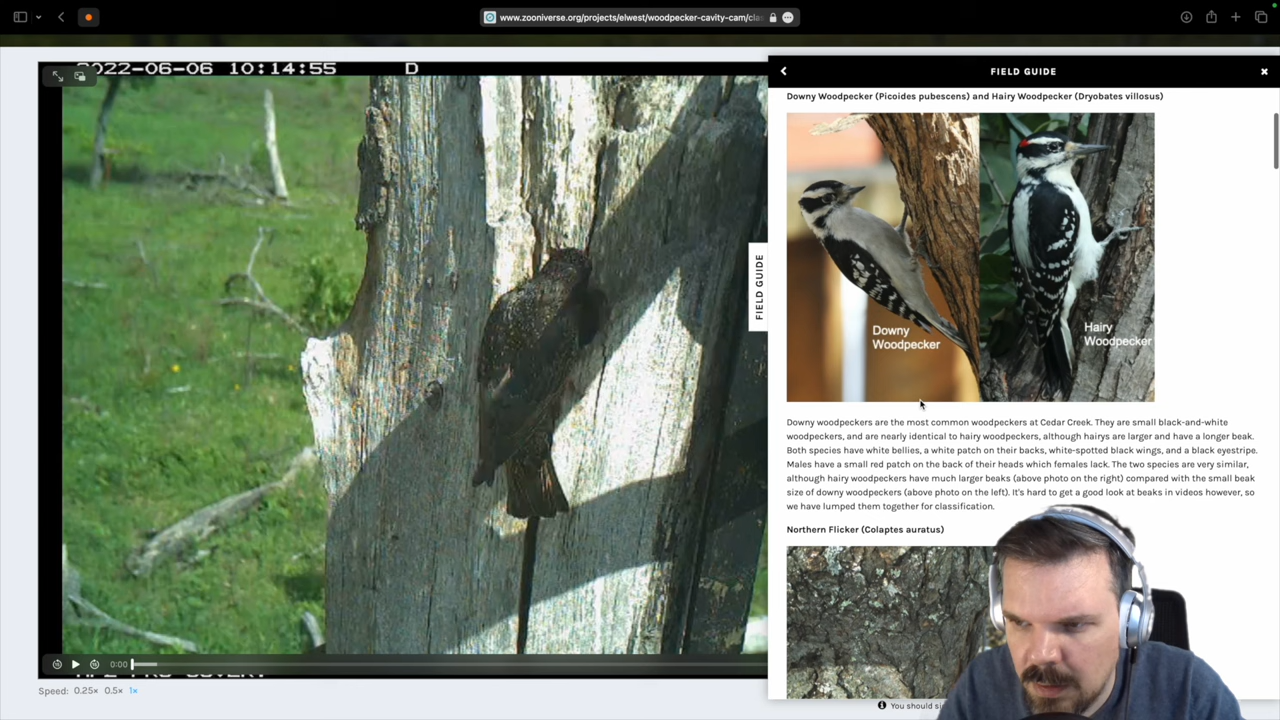 www.zooniverse.org/projects/elwest/woodpecker-cavity-cam/cla
2022-06-06 10:14:55 D
FIELD GUIDE
FIELD GUIDE
Downy Woodpecker (Picoides pubescens) and Hairy Woodpecker (Dryobates villosus)
Downy
Woodpecker
Hairy
Woodpecker
Downy woodpeckers are the most common woodpeckers at Cedar Creek. They are small black-and-white
woodpeckers, and are nearly identical to hairy woodpeckers, although hairys are larger and have a longer beak.
Both species have white bellies, a white patch on their backs, white-spotted black wings, and a black eyestripe.
Males have a small red patch on the back of their heads which females lack. The two species are very similar,
although hairy woodpeckers have much larger beaks (above photo on the right) compared with the small beak
size of downy woodpeckers (above photo on the left). It's hard to get a good look at beaks in videos however, so
we have lumped them together for classification.
Northern Flicker (Colaptes auratus)
0:00
Speed: 0.25× 0.5× 1×
You should